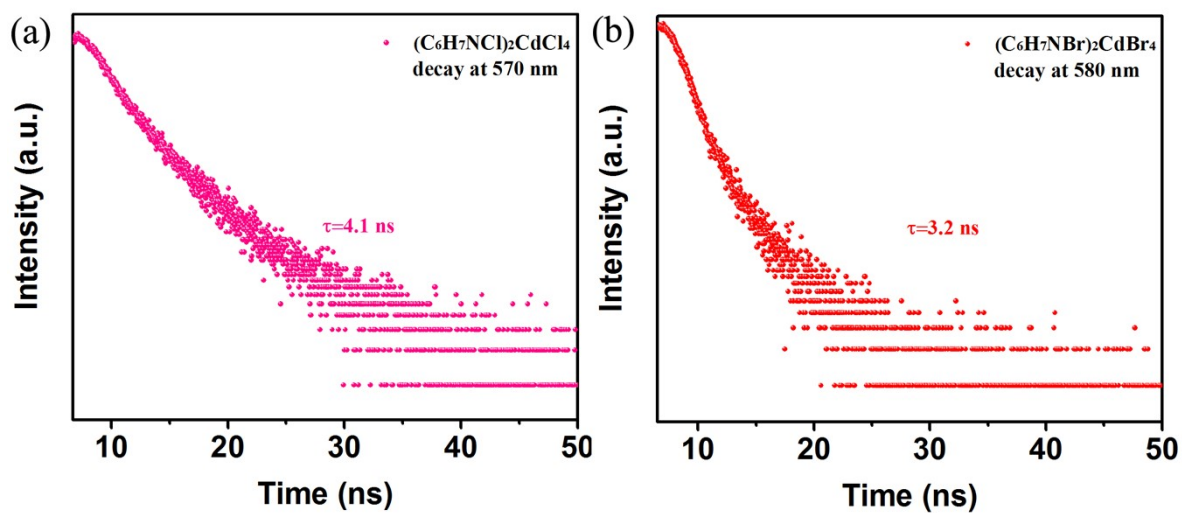 (a)
(C₆H₇NCl)₂CdCl₄
decay at 570 nm
τ=4.1 ns
Intensity (a.u.)
10 20 30 40 50
Time (ns)
(b)
(C₆H₇NBr)₂CdBr₄
decay at 580 nm
τ=3.2 ns
Intensity (a.u.)
10 20 30 40 50
Time (ns)